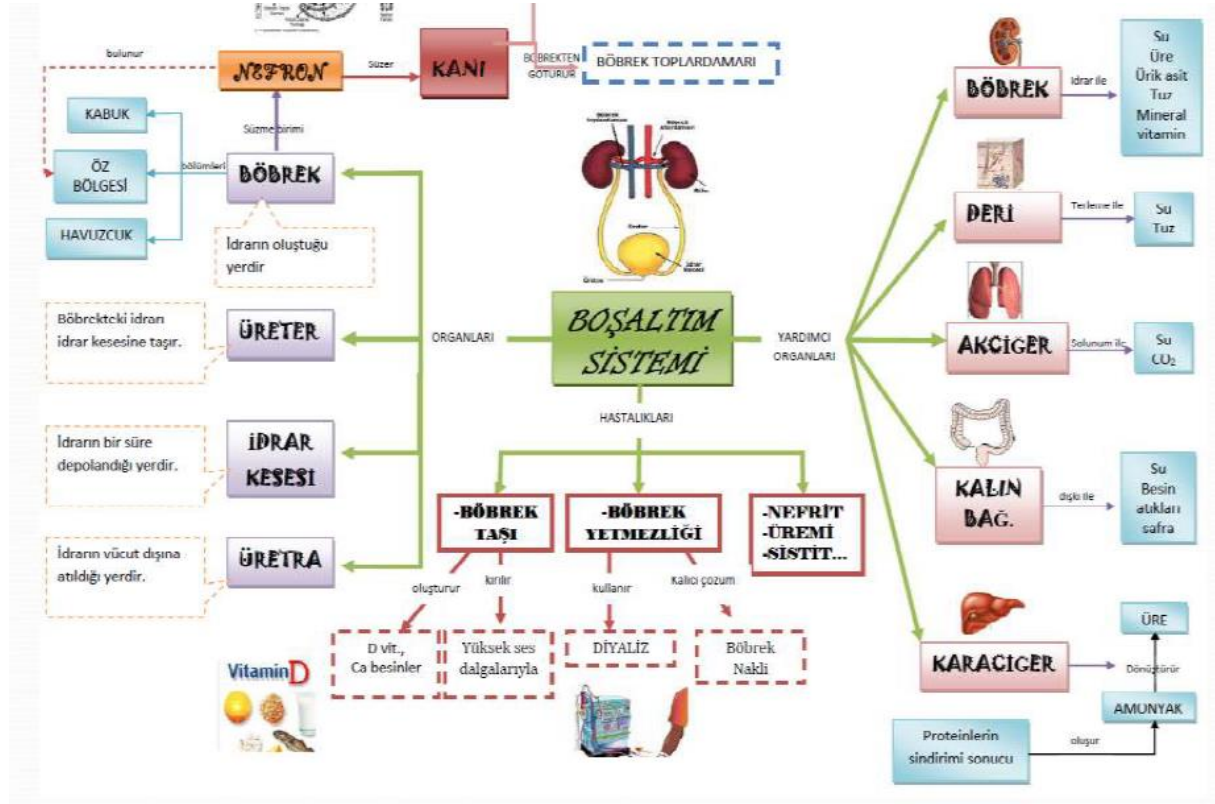 bulunur
NEFRON
Süzer
KANI
BÖBREKTEN
GÖTÜRÜR
BÖBREK TOPLARDAMARI
KABUK
Süzme birimi
ÖZ
BÖLGESİ
bölümleri
BÖBREK
HAVUZCUK
İdrarın oluştuğu
yerdir
Böbrekteki idrarı
idrar kesesine taşır.
ÜRETER
ORGANLARI
İdrarın bir süre
depolandığı yerdir.
İDRAR
KESESİ
İdrarın vücut dışına
atıldığı yerdir.
ÜRETRA
BOŞALTIM
SİSTEMİ
YARDIMCI
ORGANLARI
HASTALIKLARI
-BÖBREK
TAŞI
-BÖBREK
YETMEZLİĞİ
-NEFRİT
-ÜREMİ
-SİSTİT...
oluşturur
kırılır
kullanır
Kalıcı çözüm
D vit.,
Ca besinler
Yüksek ses
dalgalarıyla
DİYALİZ
Böbrek
Nakli
Vitamin D
BÖBREK
İdrar ile
Su
Üre
Ürik asit
Tuz
Mineral
vitamin
DERİ
Terleme ile
Su
Tuz
AKCİGER
Solunum ile
Su
CO₂
KALIN
BAĞ.
dışkı ile
Su
Besin
atıkları
safra
KARACİGER
Dönüştürür
ÜRE
AMONYAK
Proteinlerin
sindirimi sonucu
oluşur